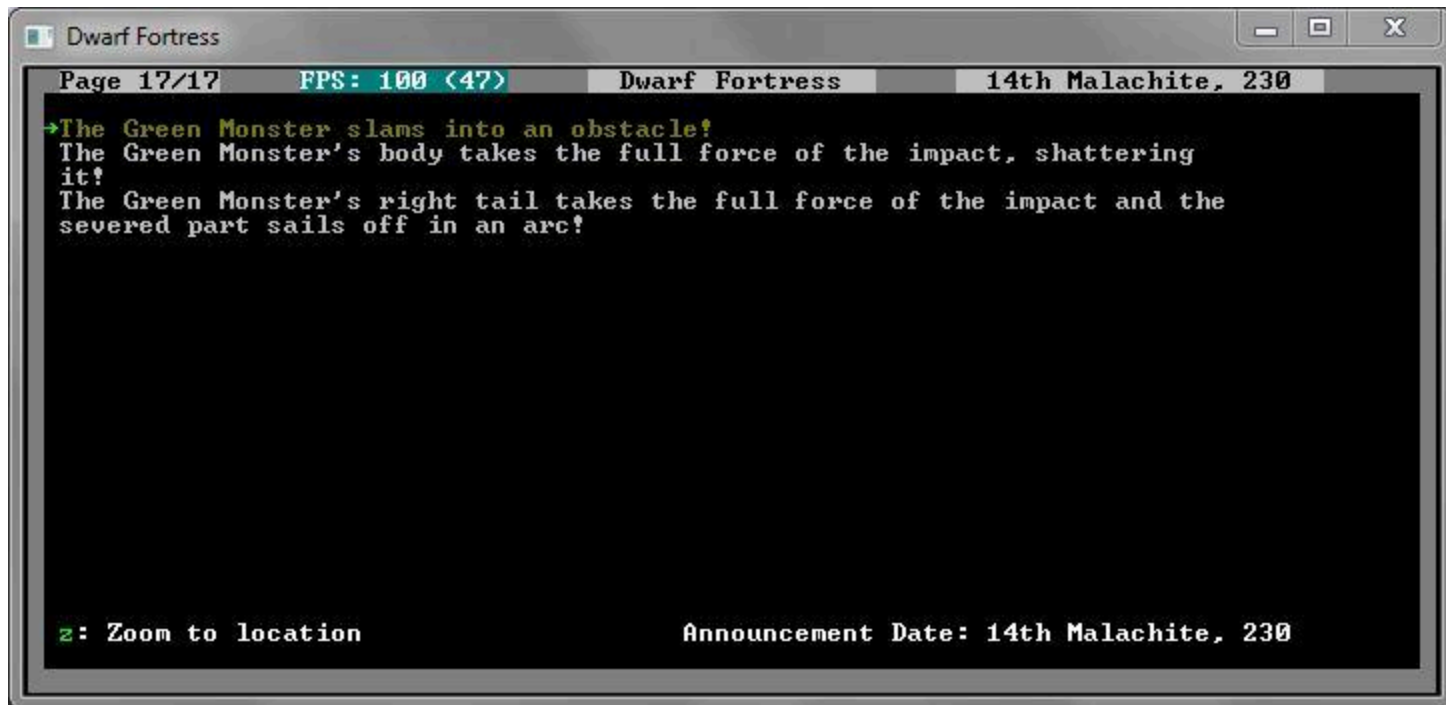 Dwarf Fortress
Page 17/17 FPS: 100 (47) Dwarf Fortress 14th Malachite, 230
→The Green Monster slams into an obstacle!
The Green Monster's body takes the full force of the impact, shattering
it!
The Green Monster's right tail takes the full force of the impact and the
severed part sails off in an arc!
z: Zoom to location Announcement Date: 14th Malachite, 230